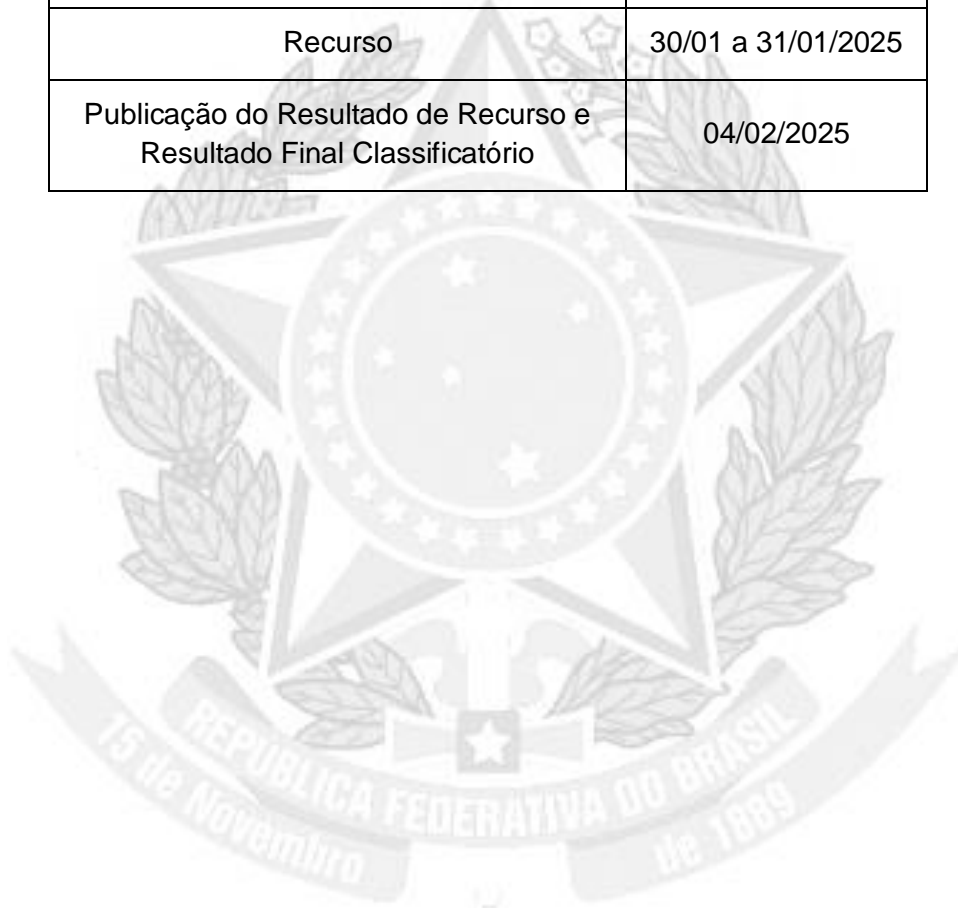 Recurso
30/01 a 31/01/2025
Publicação do Resultado de Recurso e
Resultado Final Classificatório
04/02/2025
REPÚBLICA FEDERATIVA DO BRASIL
15 de Novembro
de 1889